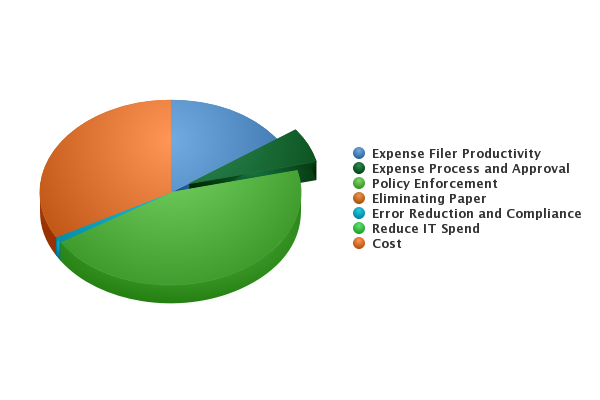 Expense Filer Productivity
Expense Process and Approval
Policy Enforcement
Eliminating Paper
Error Reduction and Compliance
Reduce IT Spend
Cost